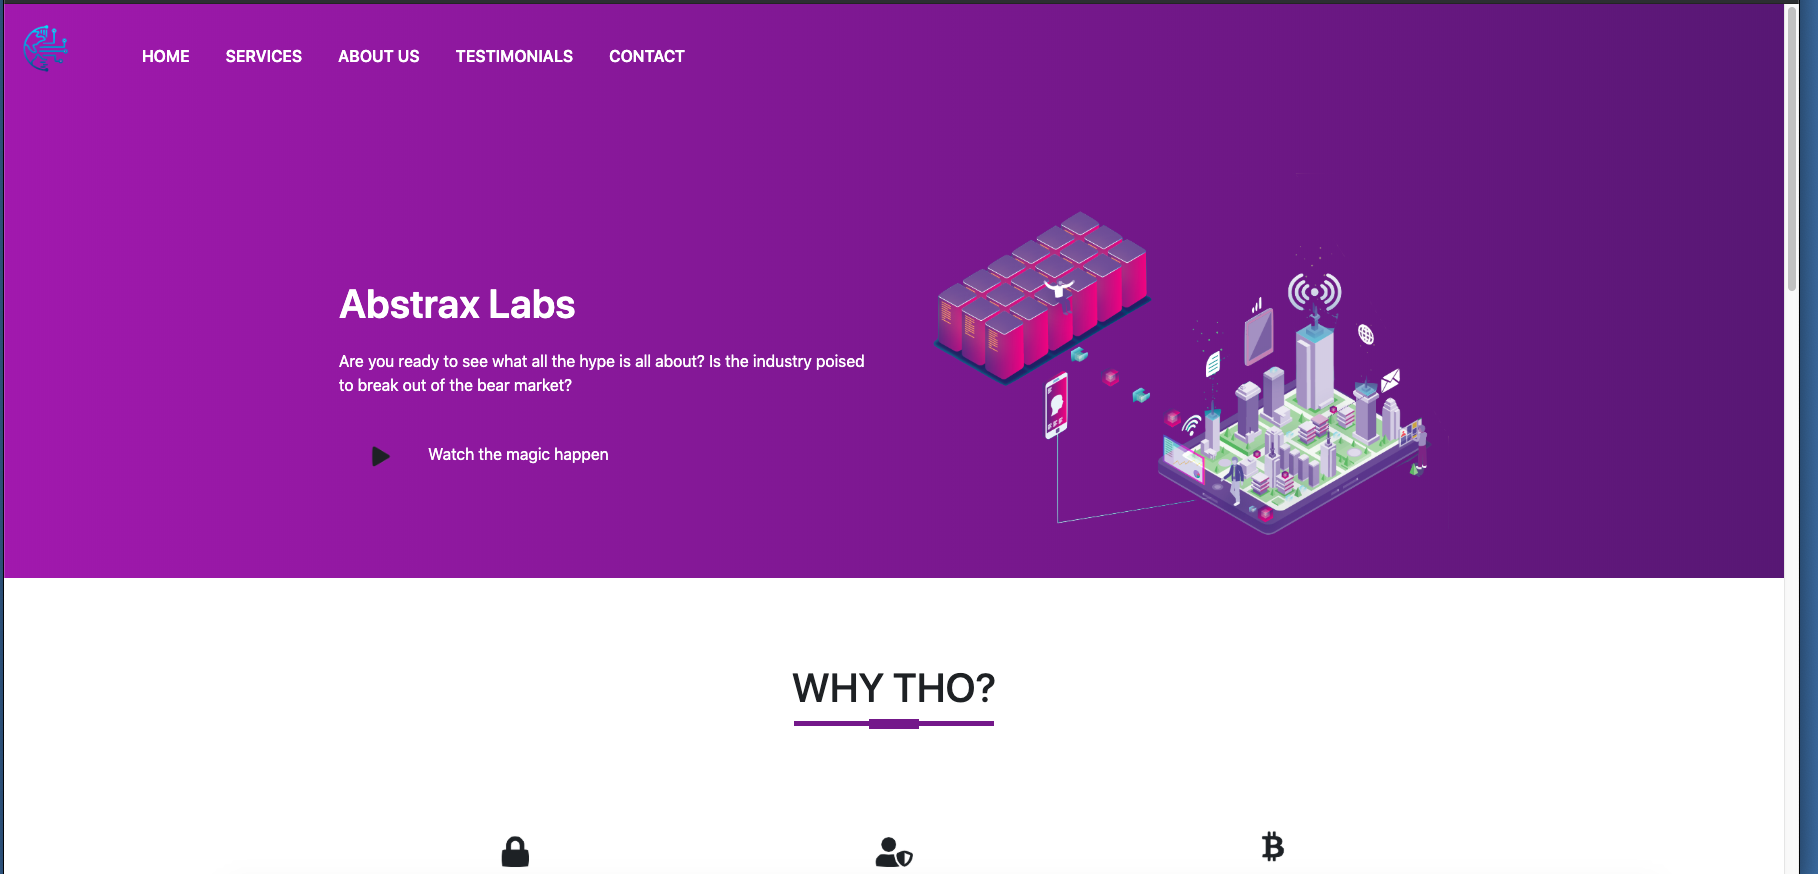 HOME SERVICES ABOUT US TESTIMONIALS CONTACT
Abstrax Labs
Are you ready to see what all the hype is all about? Is the industry poised
to break out of the bear market?
Watch the magic happen
WHY THO?